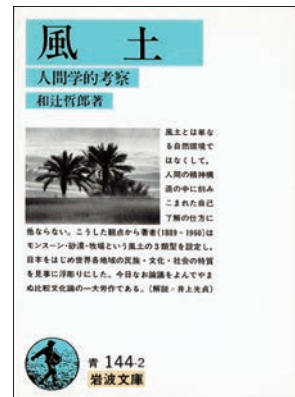 風 土
人間学的考察
和辻哲郎著
風土とは単な
る自然環境で
はなくして,
人間の精神構
造の中に刻み
こまれた自己
了解の仕方に
他ならない。こうした観点から著者(1889-1960)は
モンスーン・砂漠・牧場という風土の3類型を設定し,
日本をはじめ世界各地域の民族・文化・社会の特質
を見事に浮彫りにした。今日なお論議をよんでやま
ぬ比較文化論の一大労作である。(解説=井上光貞)
青 144-2
岩波文庫